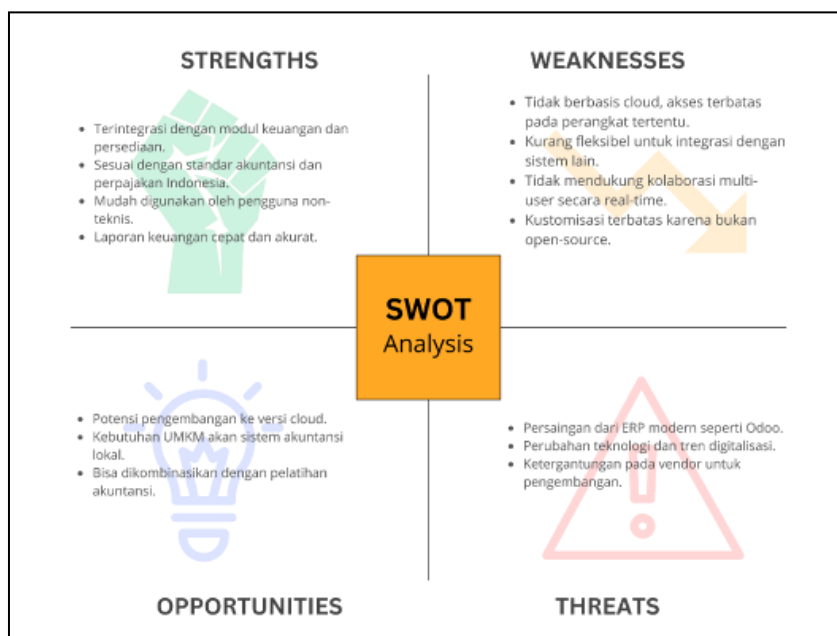 STRENGTHS
• Terintegrasi dengan modul keuangan dan
persediaan.
• Sesuai dengan standar akuntansi dan
perpajakan Indonesia.
• Mudah digunakan oleh pengguna non-
teknis.
• Laporan keuangan cepat dan akurat.
WEAKNESSES
• Tidak berbasis cloud, akses terbatas
pada perangkat tertentu.
• Kurang fleksibel untuk integrasi dengan
sistem lain.
• Tidak mendukung kolaborasi multi-
user secara real-time.
• Kustomisasi terbatas karena bukan
open-source.
SWOT
Analysis
• Potensi pengembangan ke versi cloud.
• Kebutuhan UMKM akan sistem akuntansi
lokal.
• Bisa dikombinasikan dengan pelatihan
akuntansi.
OPPORTUNITIES
• Persaingan dari ERP modern seperti Odoo.
• Perubahan teknologi dan tren digitalisasi.
• Ketergantungan pada vendor untuk
pengembangan.
THREATS